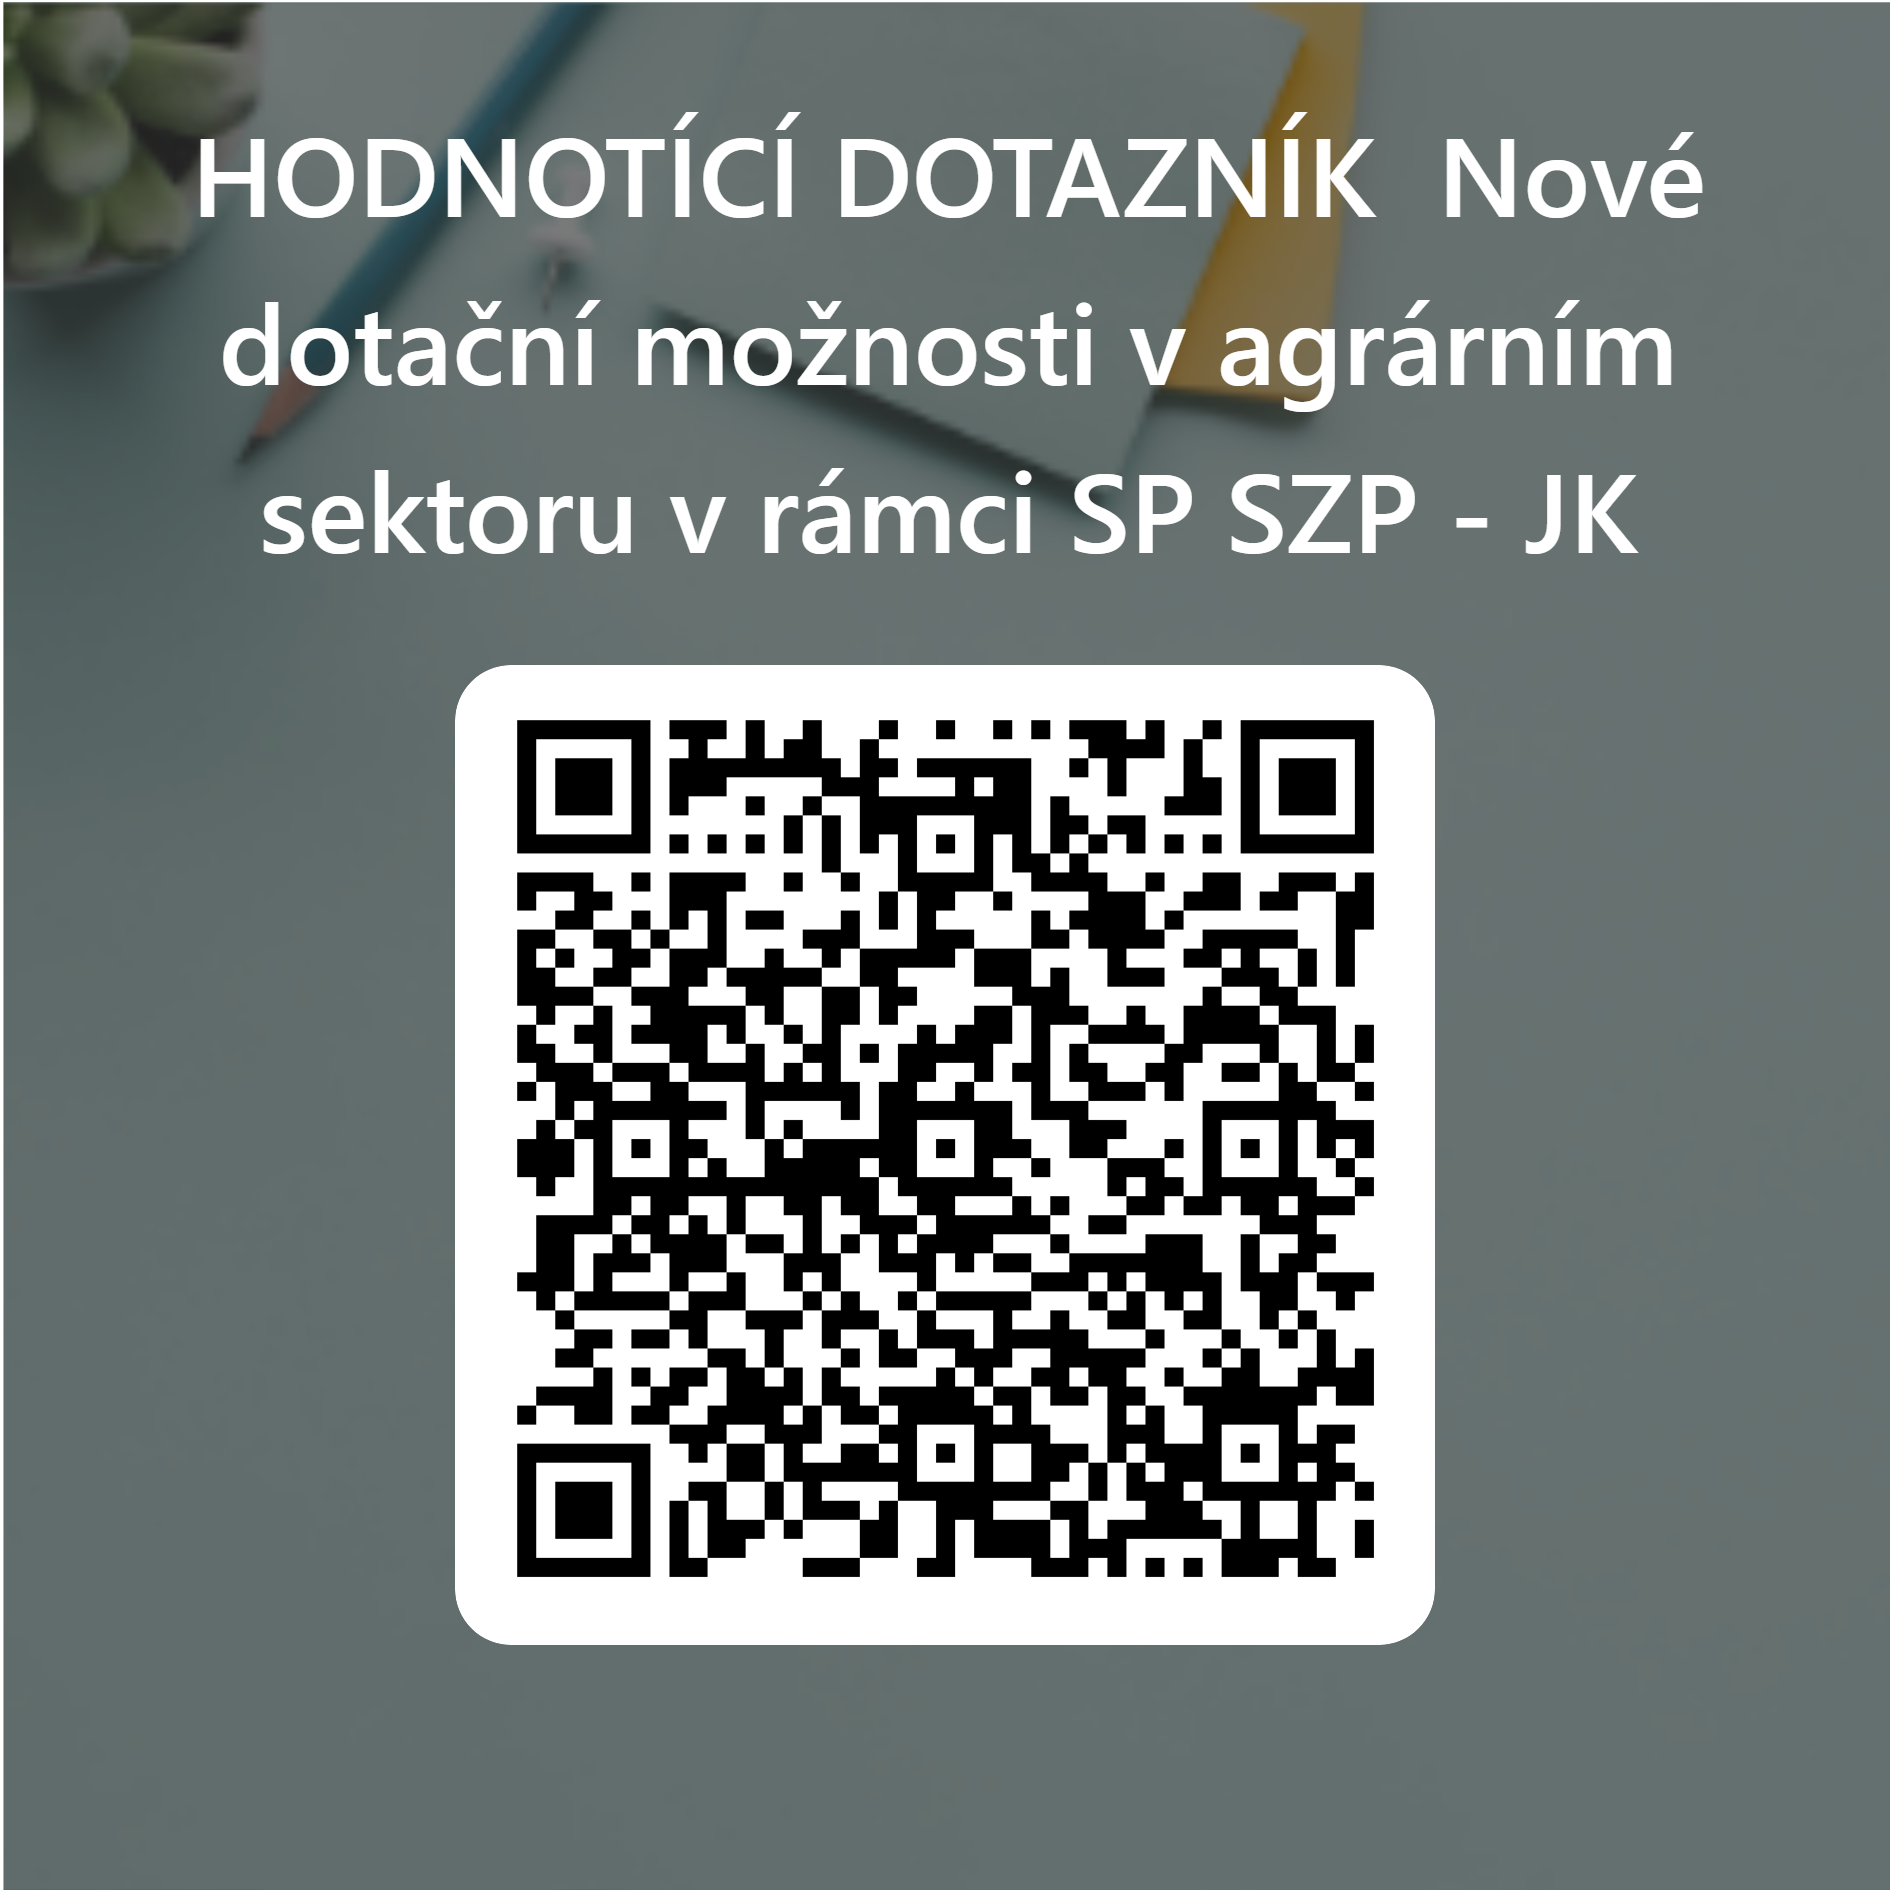 HODNOTÍCÍ DOTAZNÍK  Nové
dotační možnosti v agrárním
sektoru v rámci SP SZP - JK